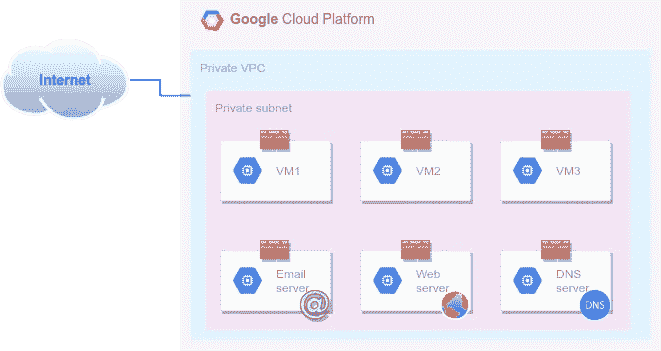 Google Cloud Platform
Internet
Private VPC
Private subnet
VM1
VM2
VM3
Email
server
@
Web
server
DNS
server
DNS